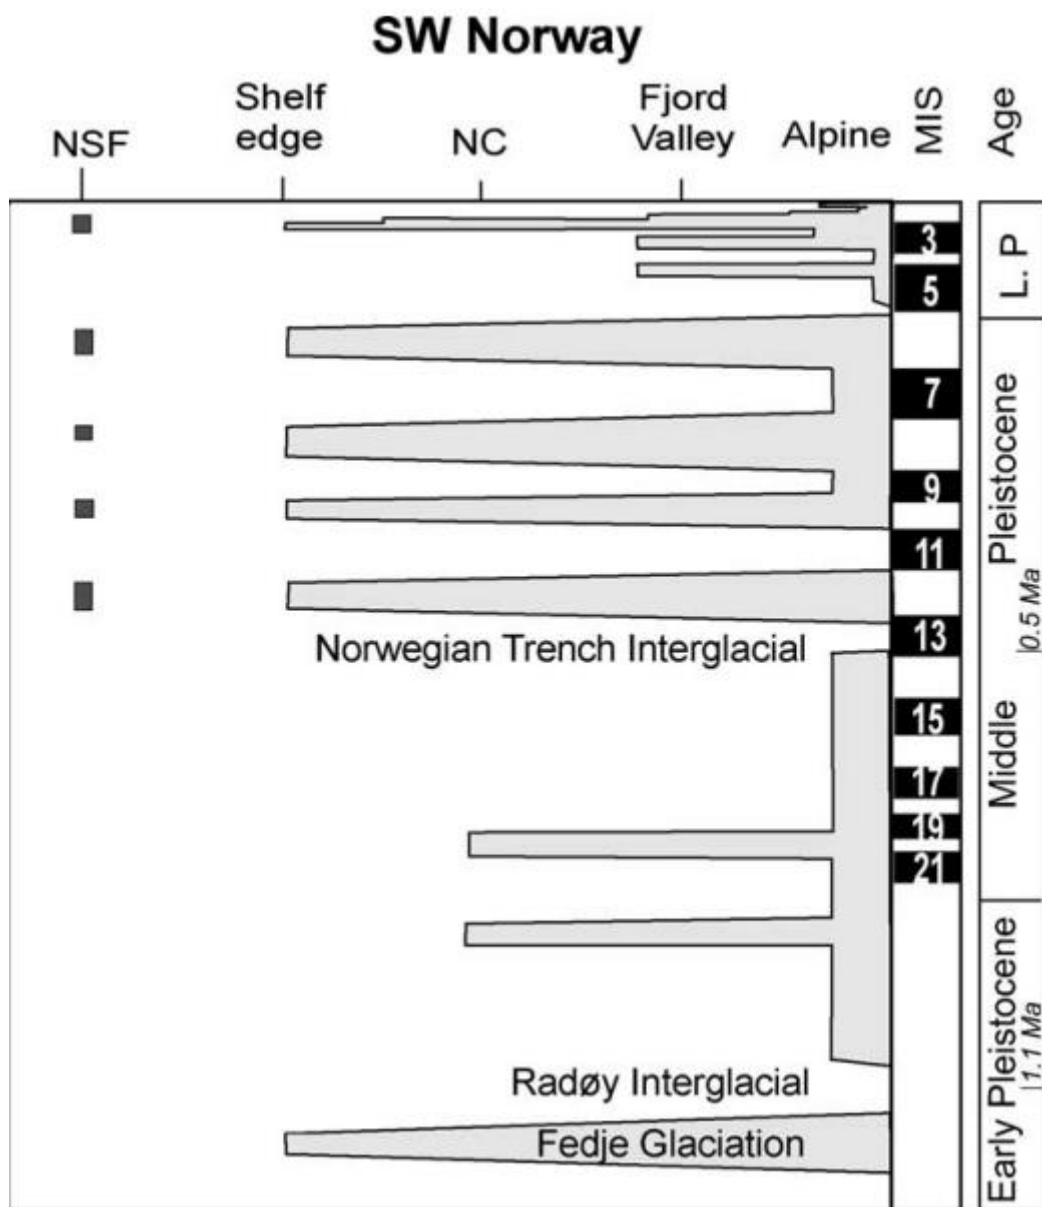 SW Norway
NSF
Shelf
edge
NC
Fjord
Valley
Alpine
MIS
Age
3
5
7
9
11
13
15
17
19
21
L. P
Pleistocene
Middle
0.5 Ma
Early Pleistocene
1.1 Ma
Norwegian Trench Interglacial
Radøy Interglacial
Fedje Glaciation